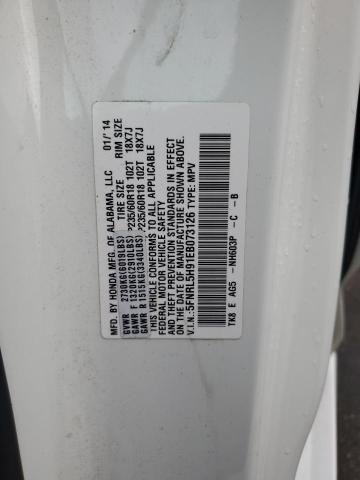 MFD. BY HONDA MFG. OF ALABAMA, LLC 01/'14
TIRE SIZE RIM SIZE
GVWR 2730KG(6019LBS)
GAWR F 1320KG(2910LBS) P235/60R18 102T 18X7J
GAWR R 1515KG(3340LBS) P235/60R18 102T 18X7J
THIS VEHICLE CONFORMS TO ALL APPLICABLE
FEDERAL MOTOR VEHICLE SAFETY AND THEFT
PREVENTION STANDARDS IN EFFECT
ON THE DATE OF MANUFACTURE SHOWN ABOVE.
V.I.N.:5FNRL5H91EB073126 TYPE: MPV
TK8 E AG5 -NH603P -C -B